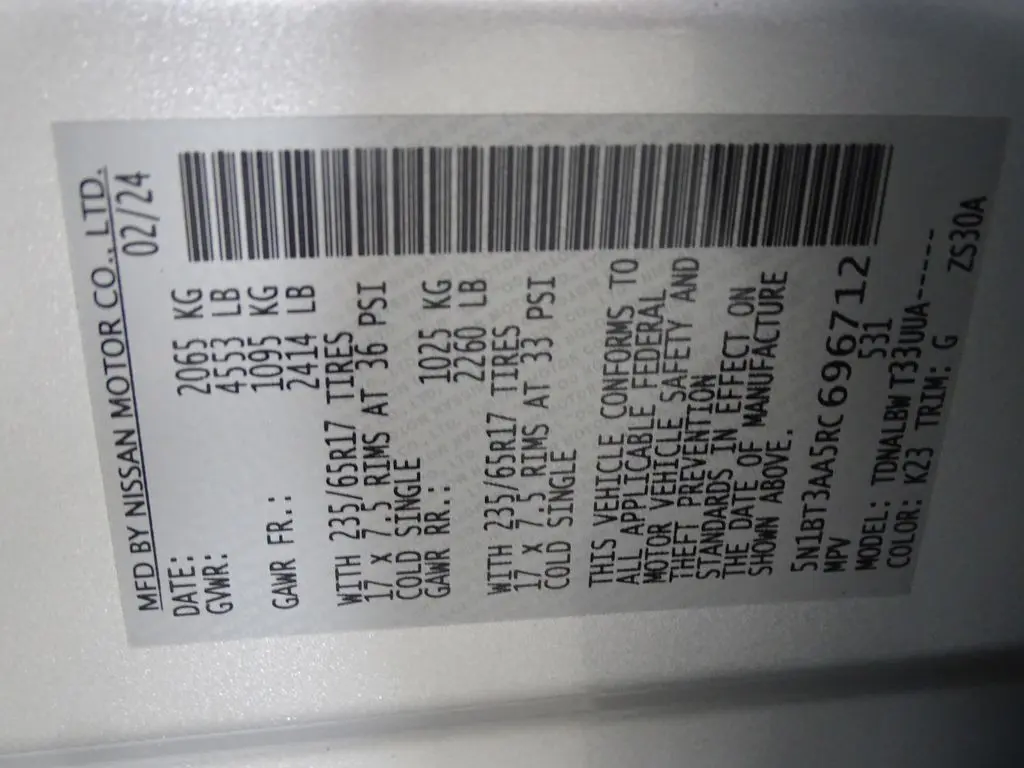 MFD BY NISSAN MOTOR CO., LTD.
DATE: 02/24
GVWR: 2065 KG
4553 LB
GAWR FR.: 1095 KG
2414 LB
WITH 235/65R17 TIRES
17 X 7.5 RIMS AT 36 PSI
COLD SINGLE
GAWR RR.: 1025 KG
2260 LB
WITH 235/65R17 TIRES
17 X 7.5 RIMS AT 33 PSI
COLD SINGLE
THIS VEHICLE CONFORMS TO
ALL APPLICABLE FEDERAL
MOTOR VEHICLE SAFETY AND
THEFT PREVENTION
STANDARDS IN EFFECT ON
THE DATE OF MANUFACTURE
SHOWN ABOVE.
5N1BT3AA5RC696712
MPV 531
MODEL: TDNALBWT33UUA-----
COLOR: K23 TRIM: G ZS30A